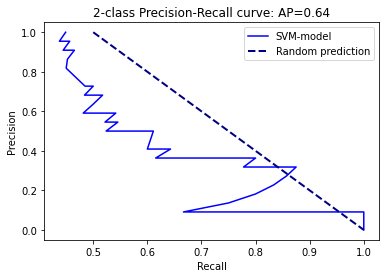 2-class Precision-Recall curve: AP=0.64
SVM-model
Random prediction
Precision
1.0
0.8
0.6
0.4
0.2
0.0
0.5 0.6 0.7 0.8 0.9 1.0
Recall